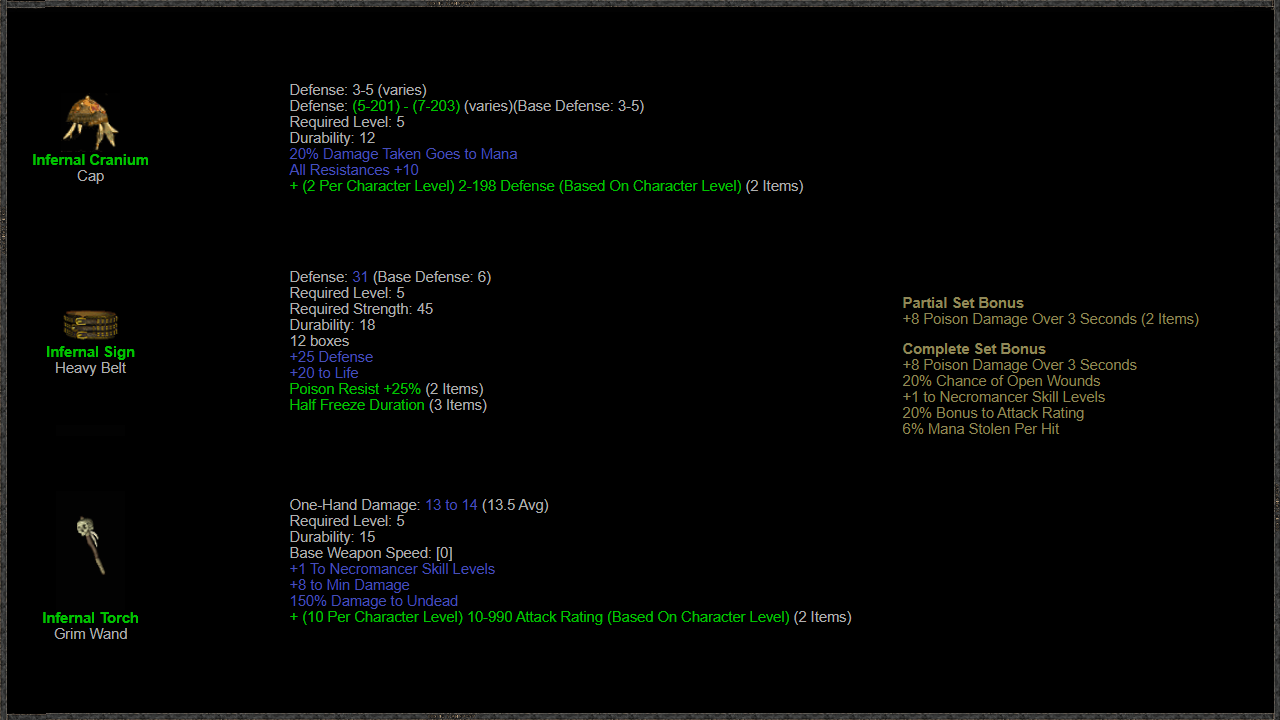 Infernal Cranium
Cap
Defense: 3-5 (varies)
Defense: (5-201) - (7-203) (varies)(Base Defense: 3-5)
Required Level: 5
Durability: 12
20% Damage Taken Goes to Mana
All Resistances +10
+ (2 Per Character Level) 2-198 Defense (Based On Character Level) (2 Items)
Infernal Sign
Heavy Belt
Defense: 31 (Base Defense: 6)
Required Level: 5
Required Strength: 45
Durability: 18
12 boxes
+25 Defense
+20 to Life
Poison Resist +25% (2 Items)
Half Freeze Duration (3 Items)
Infernal Torch
Grim Wand
One-Hand Damage: 13 to 14 (13.5 Avg)
Required Level: 5
Durability: 15
Base Weapon Speed: [0]
+1 To Necromancer Skill Levels
+8 to Min Damage
150% Damage to Undead
+ (10 Per Character Level) 10-990 Attack Rating (Based On Character Level) (2 Items)
Partial Set Bonus
+8 Poison Damage Over 3 Seconds (2 Items)
Complete Set Bonus
+8 Poison Damage Over 3 Seconds
20% Chance of Open Wounds
+1 to Necromancer Skill Levels
20% Bonus to Attack Rating
6% Mana Stolen Per Hit